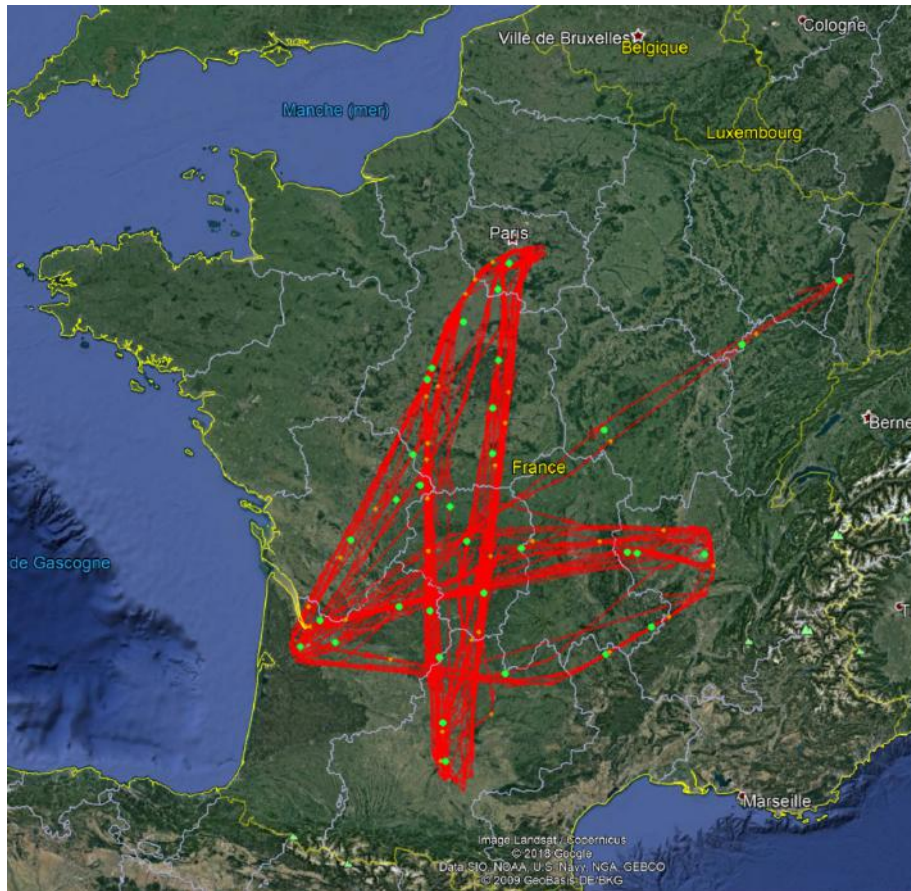 Cologne
Ville de Bruxelles
Belgique
Manche (mer)
Luxembourg
Paris
Berne
France
de Gascogne
T
Marseille
Image Landsat / Copernicus
© 2018 Google
Data SIO, NOAA, U.S. Navy, NGA, GEBCO
© 2009 GeoBasis-DE/BKG